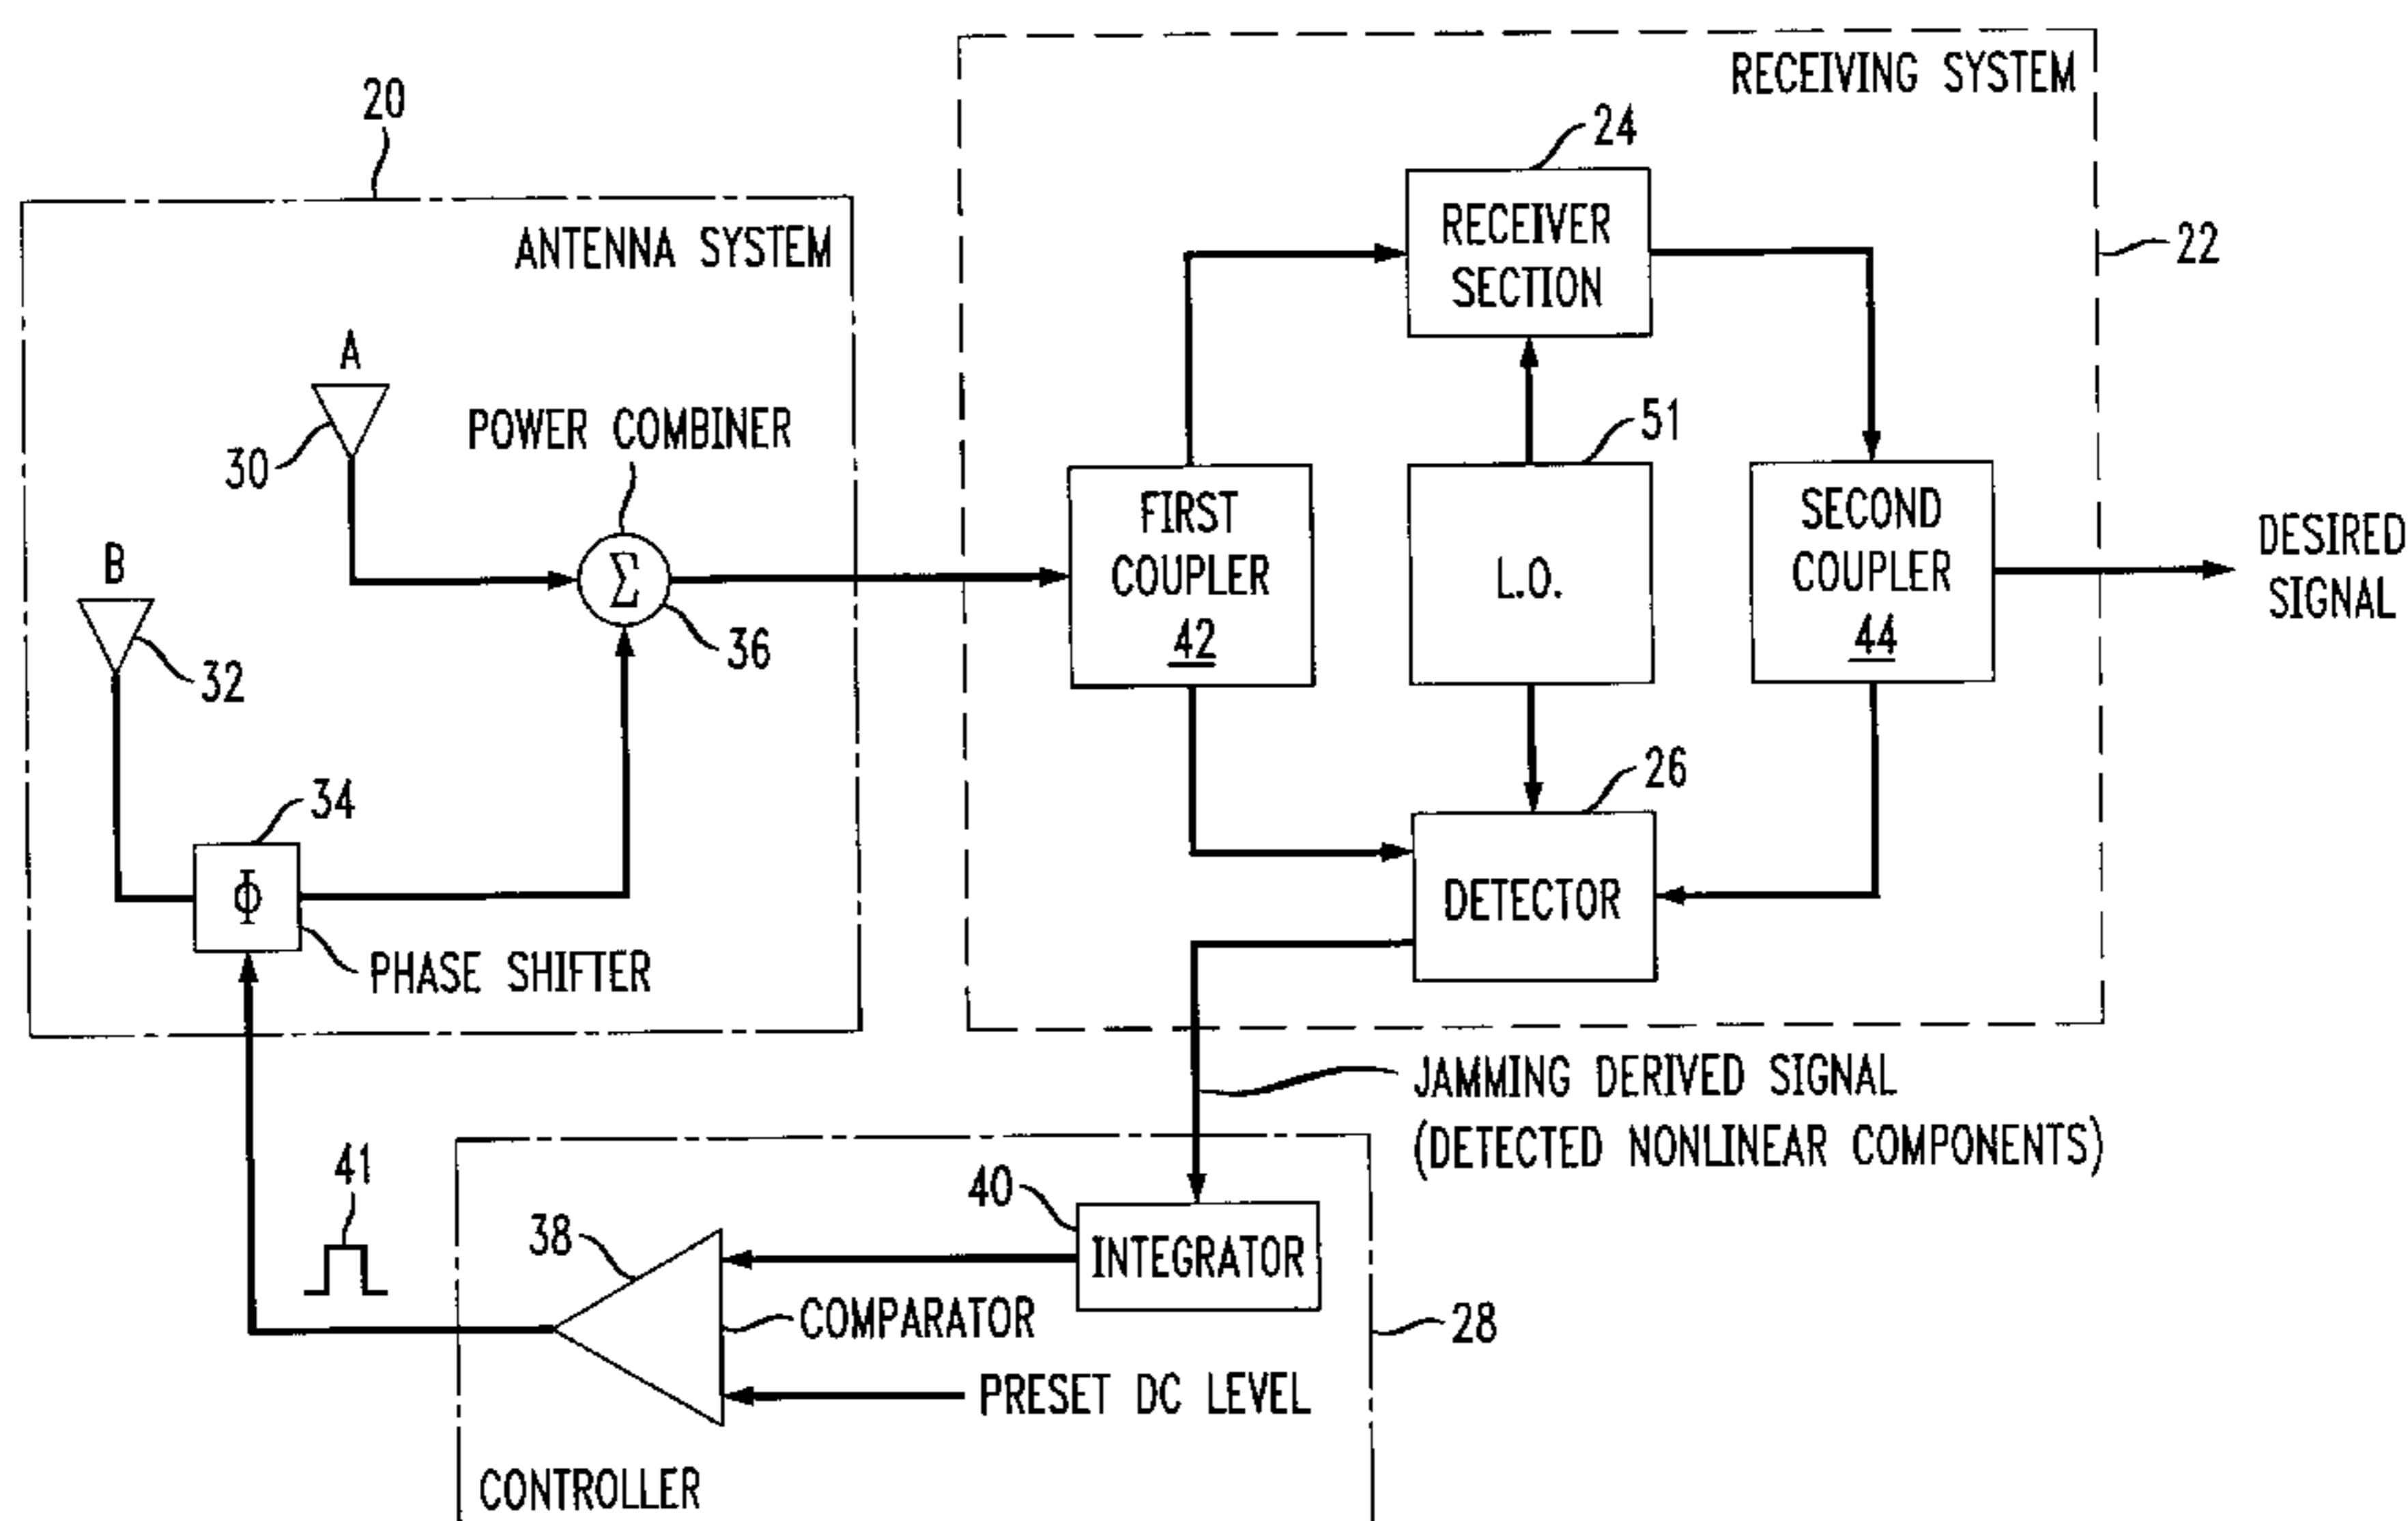 RECEIVING SYSTEM
20
24
ANTENNA SYSTEM
RECEIVER
SECTION
22
A
30
POWER COMBINER
51
B
32
Σ
36
FIRST
COUPLER
42
L.O.
SECOND
COUPLER
44
DESIRED
SIGNAL
34
Φ
PHASE SHIFTER
26
DETECTOR
JAMMING DERIVED SIGNAL
(DETECTED NONLINEAR COMPONENTS)
41
40
INTEGRATOR
38
COMPARATOR
28
PRESET DC LEVEL
CONTROLLER